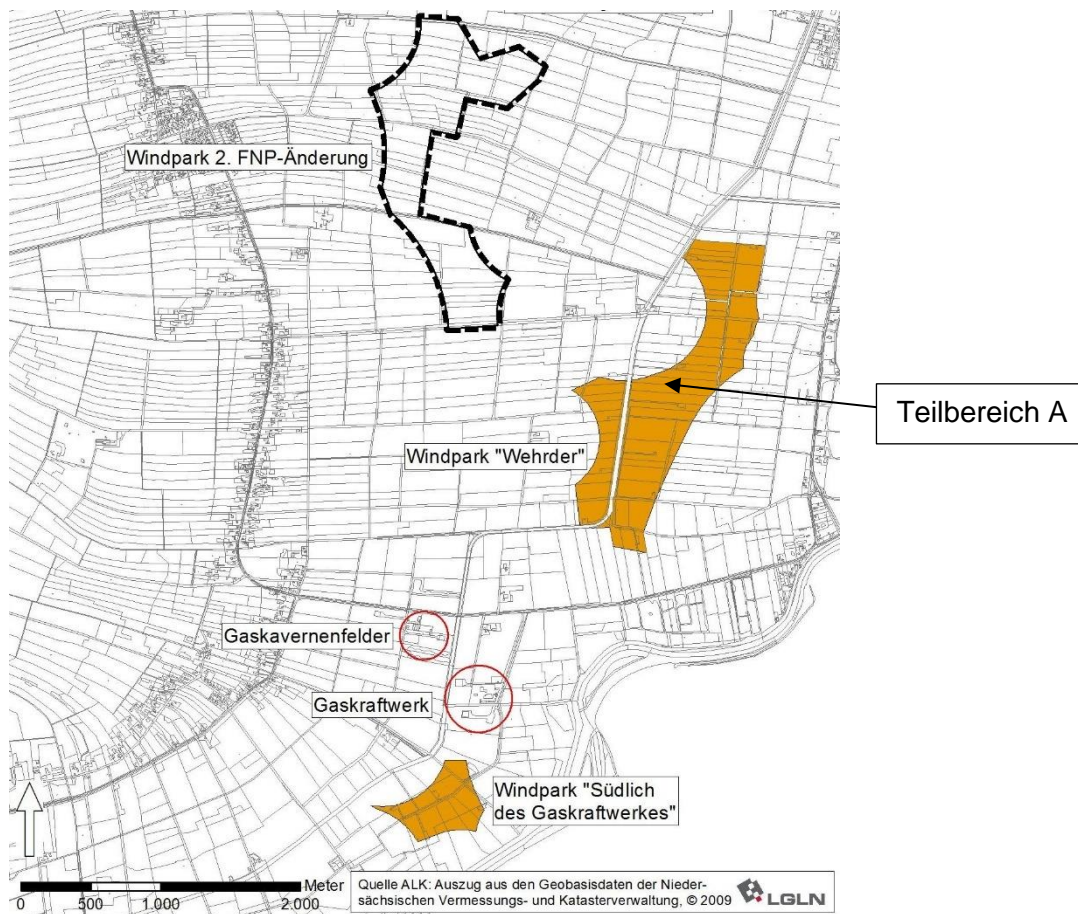 Windpark 2. FNP-Änderung
Teilbereich A
Windpark "Wehrder"
Gaskavernenfelder
Gaskraftwerk
Windpark "Südlich
des Gaskraftwerkes"
Meter
0 500 1.000 2.000
Quelle ALK: Auszug aus den Geobasisdaten der Nieder-
sächsischen Vermessungs- und Katasterverwaltung, © 2009
LGLN